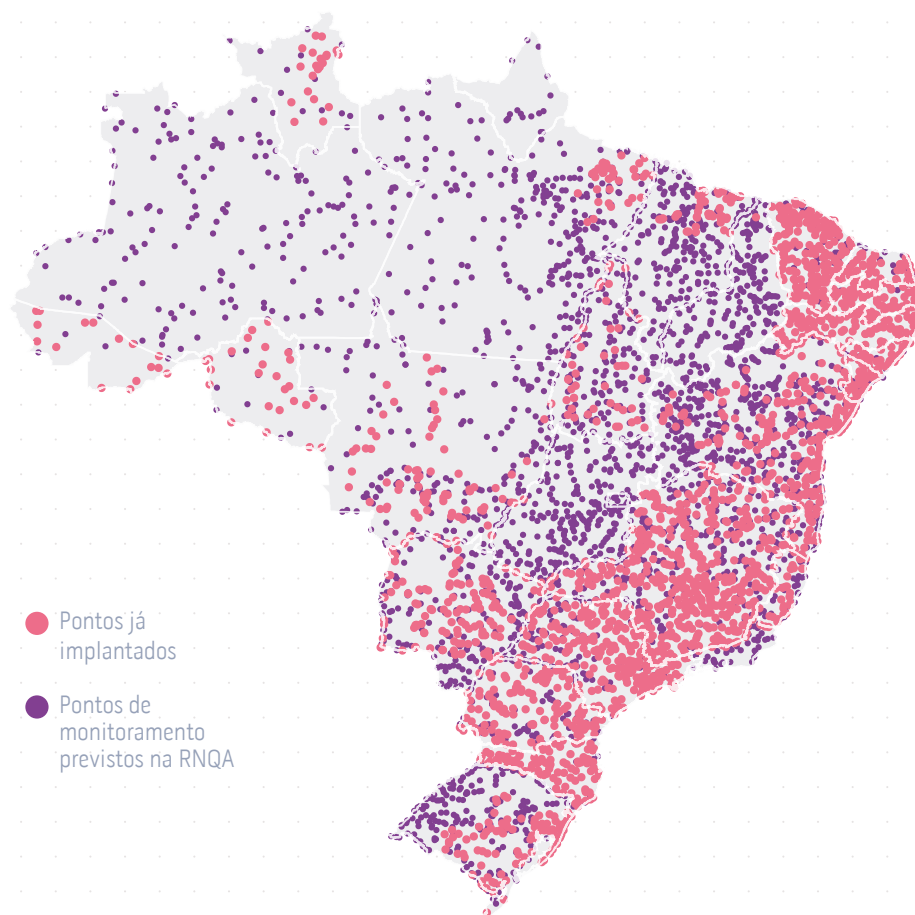 Pontos já
implantados
Pontos de
monitoramento
previstos na RNQA